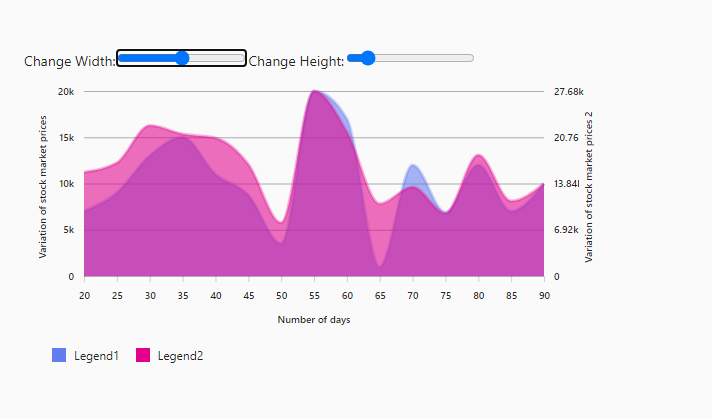 Change Width: Change Height:
20k 27.68k
15k 20.76
10k 13.84
5k 6.92k
0 0
Variation of stock market prices
Variation of stock market prices 2
20 25 30 35 40 45 50 55 60 65 70 75 80 85 90
Number of days
Legend1 Legend2